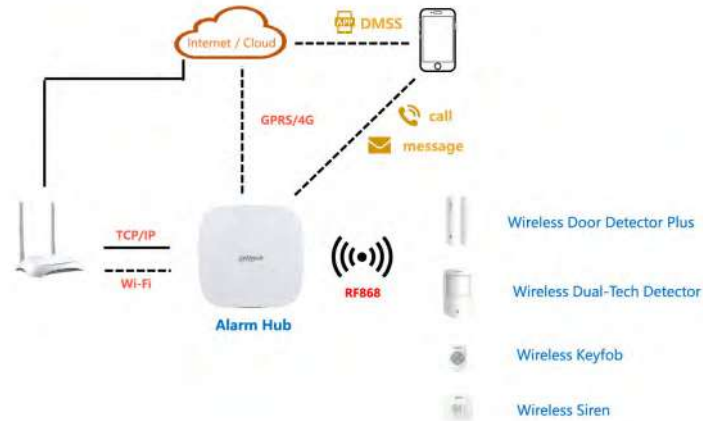 APP DMSS
Internet / Cloud
GPRS/4G
call
message
TCP/IP
Wi-Fi
RF868
Alarm Hub
Wireless Door Detector Plus
Wireless Dual-Tech Detector
Wireless Keyfob
Wireless Siren